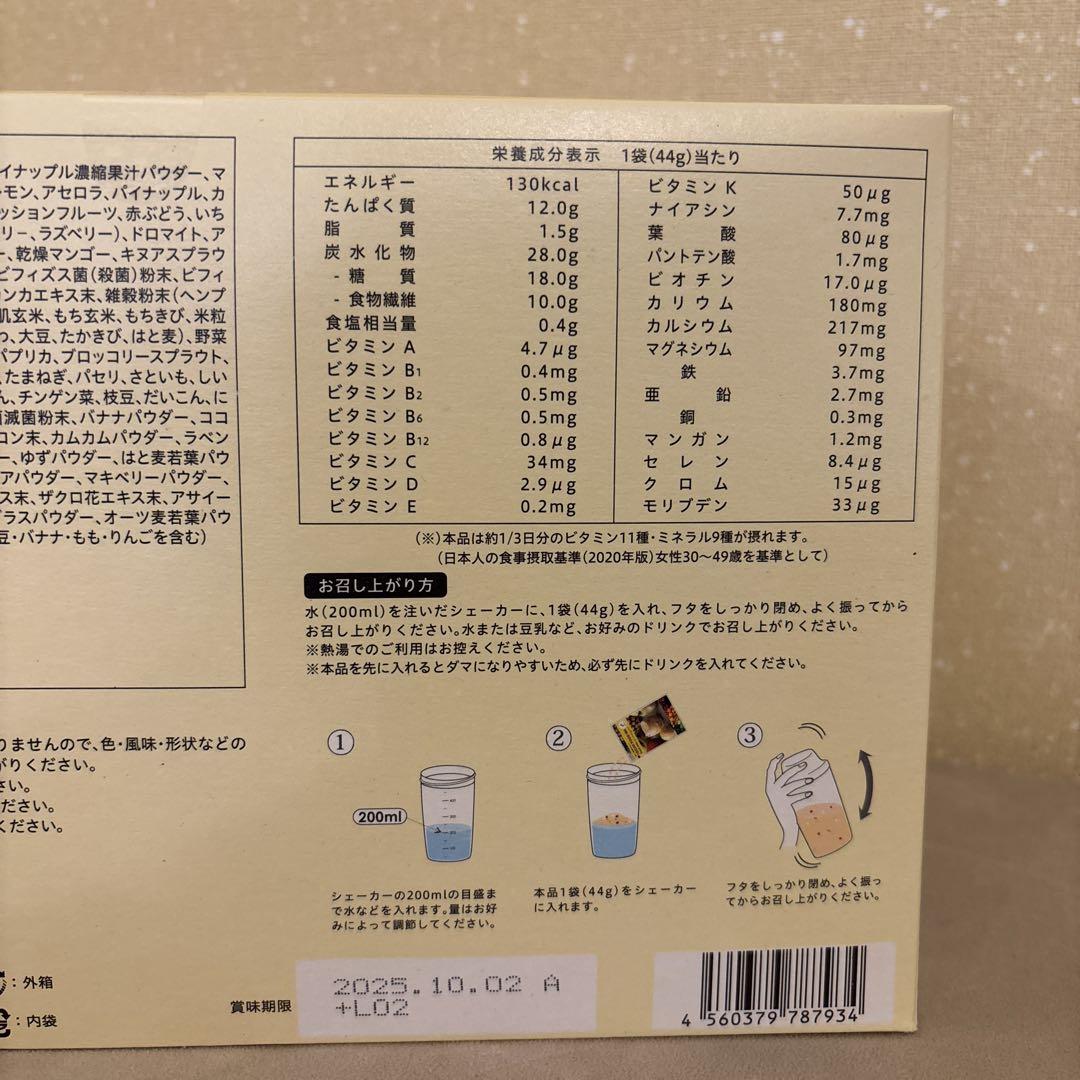 イナップル濃縮果汁パウダー、マ
レモン、アセロラ、パイナップル、カ
ッションフルーツ、赤ぶどう、いち
リー、ラズベリー)、ドロマイト、ア
ー、乾燥マンゴー、キヌアスプラウ
ビフィズス菌(殺菌)粉末、ビフィ
カンカエキス末、雑穀粉末(ヘンプ
肌玄米、もち玄米、もちきび、米粒
わ、大豆、たかきび、はと麦)、野菜
パプリカ、ブロッコリースプラウト、
、たまねぎ、パセリ、さといも、しい
ん、チンゲン菜、枝豆、だいこん、に
菌滅菌粉末、バナナパウダー、ココ
コン末、カムカムパウダー、ラベン
ー、ゆずパウダー、はと麦若葉パウ
アパウダー、マキベリーパウダー、
ス末、ザクロ花エキス末、アサイー
グラスパウダー、オーツ麦若葉パウ
豆・バナナ・もも・りんごを含む)
りませんので、色・風味・形状などの
がりください。
さい。
ださい。
ください。
:外箱
:内袋
栄養成分表示 1袋(44g)当たり
エネルギー 130kcal
たんぱく質 12.0g
脂質 1.5g
炭水化物 28.0g
- 糖質 18.0g
- 食物繊維 10.0g
食塩相当量 0.4g
ビタミン A 4.7μg
ビタミン B1 0.4mg
ビタミン B2 0.5mg
ビタミン B6 0.5mg
ビタミン B12 0.8μg
ビタミン C 34mg
ビタミン D 2.9μg
ビタミン E 0.2mg
ビタミン K 50μg
ナイアシン 7.7mg
葉酸 80μg
パントテン酸 1.7mg
ビオチン 17.0μg
カリウム 180mg
カルシウム 217mg
マグネシウム 97mg
鉄 3.7mg
亜鉛 2.7mg
銅 0.3mg
マンガン 1.2mg
セレン 8.4μg
クロム 15μg
モリブデン 33μg
(※)本品は約1/3日分のビタミン11種・ミネラル9種が摂れます。
(日本人の食事摂取基準(2020年版)女性30〜49歳を基準として)
お召し上がり方
水(200ml)を注いだシェーカーに、1袋(44g)を入れ、フタをしっかり閉め、よく振ってから
お召し上がりください。水または豆乳など、お好みのドリンクでお召し上がりください。
※熱湯でのご利用はお控えください。
※本品を先に入れるとダマになりやすいため、必ず先にドリンクを入れてください。
① ② ③
200ml
シェーカーの200mlの目盛ま
で水などを入れます。量はお好
みによって調節してください。
本品1袋(44g)をシェーカー
に入れます。
フタをしっかり閉め、よく振っ
てからお召し上がりください。
賞味期限
2025.10.02 A
+L02
4 560379 787934